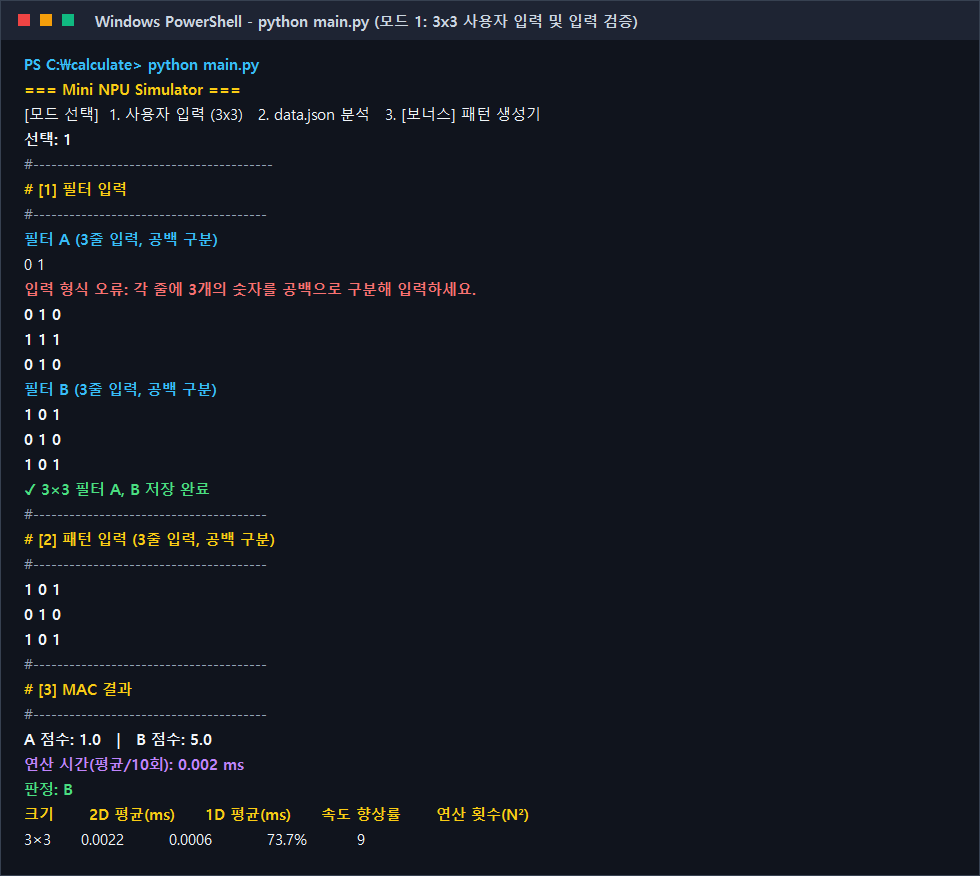 Windows PowerShell - python main.py (모드 1: 3x3 사용자 입력 및 입력 검증)
PS C:₩calculate> python main.py
=== Mini NPU Simulator ===
[모드 선택] 1. 사용자 입력 (3x3) 2. data.json 분석 3. [보너스] 패턴 생성기
선택: 1
#----------------------------------------
# [1] 필터 입력
#---------------------------------------
필터 A (3줄 입력, 공백 구분)
0 1
입력 형식 오류: 각 줄에 3개의 숫자를 공백으로 구분해 입력하세요.
0 1 0
1 1 1
0 1 0
필터 B (3줄 입력, 공백 구분)
1 0 1
0 1 0
1 0 1
✓ 3×3 필터 A, B 저장 완료
#---------------------------------------
# [2] 패턴 입력 (3줄 입력, 공백 구분)
#---------------------------------------
1 0 1
0 1 0
1 0 1
#---------------------------------------
# [3] MAC 결과
#---------------------------------------
A 점수: 1.0 | B 점수: 5.0
연산 시간(평균/10회): 0.002 ms
판정: B
크기 2D 평균(ms) 1D 평균(ms) 속도 향상률 연산 횟수(N²)
3×3 0.0022 0.0006 73.7% 9